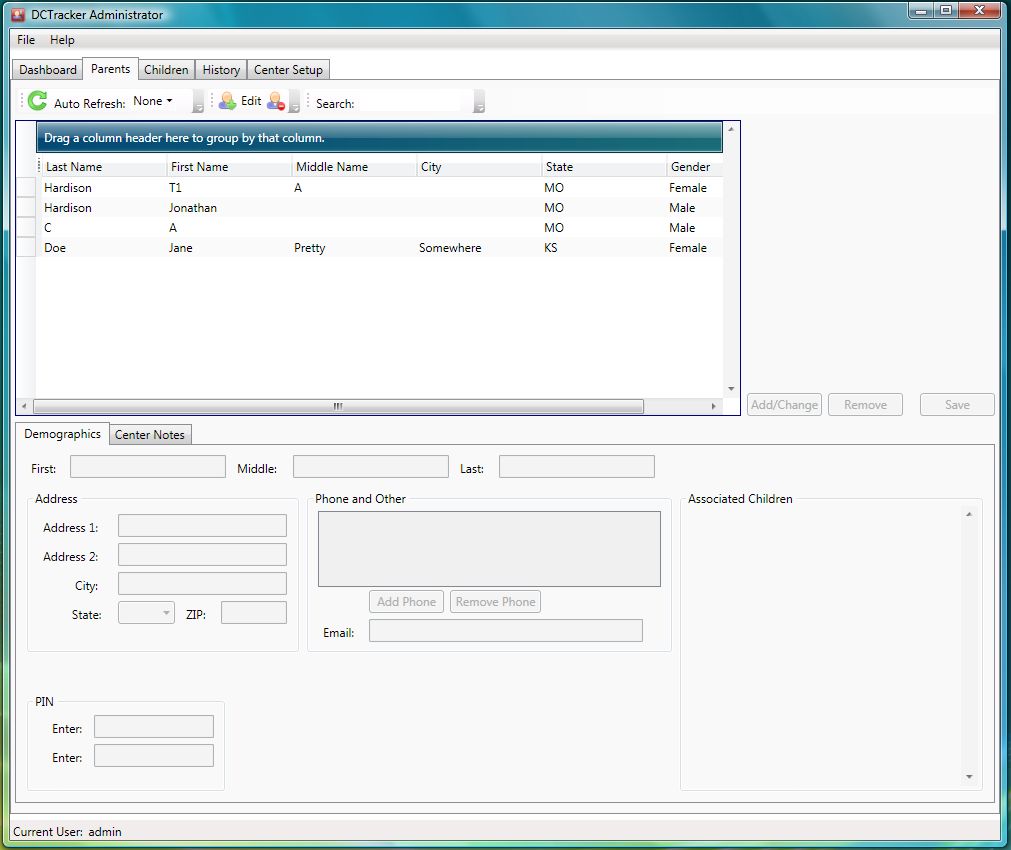 DCTracker Administrator
File Help
Dashboard Parents Children History Center Setup
Auto Refresh: None Edit Search:
Drag a column header here to group by that column.
Last Name First Name Middle Name City State Gender
Hardison T1 A MO Female
Hardison Jonathan MO Male
C A MO Male
Doe Jane Pretty Somewhere KS Female
Add/Change Remove Save
Demographics Center Notes
First: Middle: Last:
Address Phone and Other Associated Children
Address 1:
Address 2:
City:
State: ZIP:
Add Phone Remove Phone
Email:
PIN
Enter:
Enter:
Current User: admin